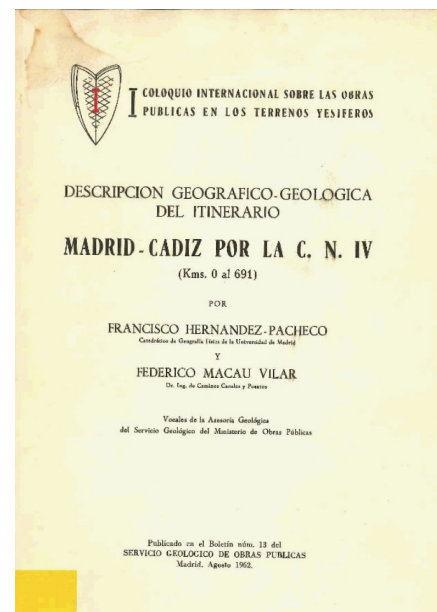 I COLOQUIO INTERNACIONAL SOBRE LAS OBRAS
PUBLICAS EN LOS TERRENOS YESIFEROS
DESCRIPCION GEOGRAFICO-GEOLOGICA
DEL ITINERARIO
MADRID-CADIZ POR LA C. N. IV
(Kms. 0 al 691)
POR
FRANCISCO HERNANDEZ-PACHECO
Catedrático de Geografía Física de la Universidad de Madrid
Y
FEDERICO MACAU VILAR
Dr. Ing. de Caminos Canales y Puertos
Vocales de la Asesoría Geológica
del Servicio Geológico del Ministerio de Obras Públicas
Publicado en el Boletín núm. 13 del
SERVICIO GEOLOGICO DE OBRAS PUBLICAS
Madrid. Agosto 1962.